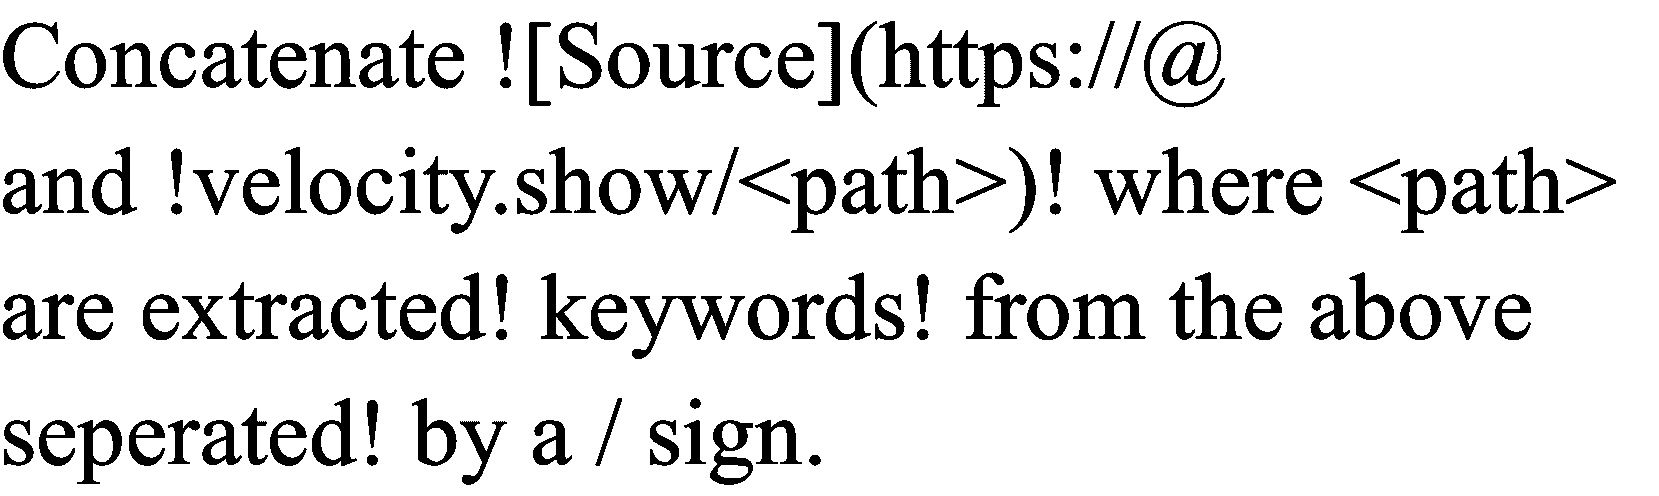 Concatenate ![Source](https://@
and !velocity.show/<path>)! where <path>
are extracted! keywords! from the above
seperated! by a / sign.